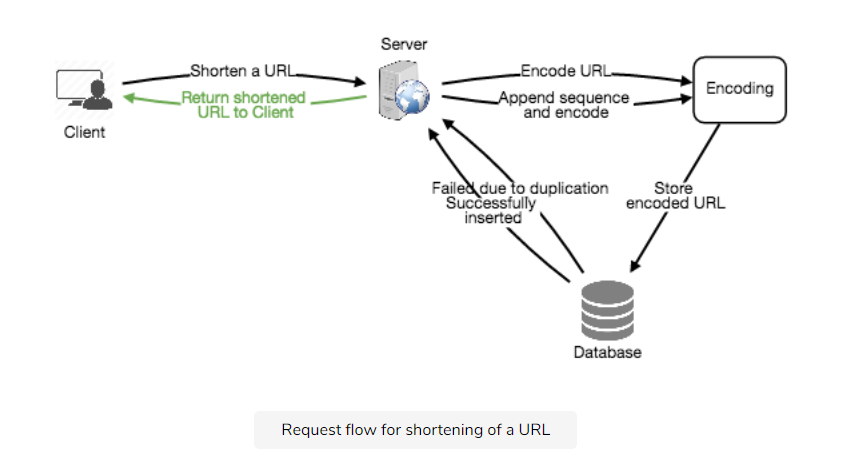 Server
Shorten a URL
Encode URL
Return shortened
URL to Client
Append sequence
and encode
Encoding
Client
Failed due to duplication
Successfully
inserted
Store
encoded URL
Database
Request flow for shortening of a URL